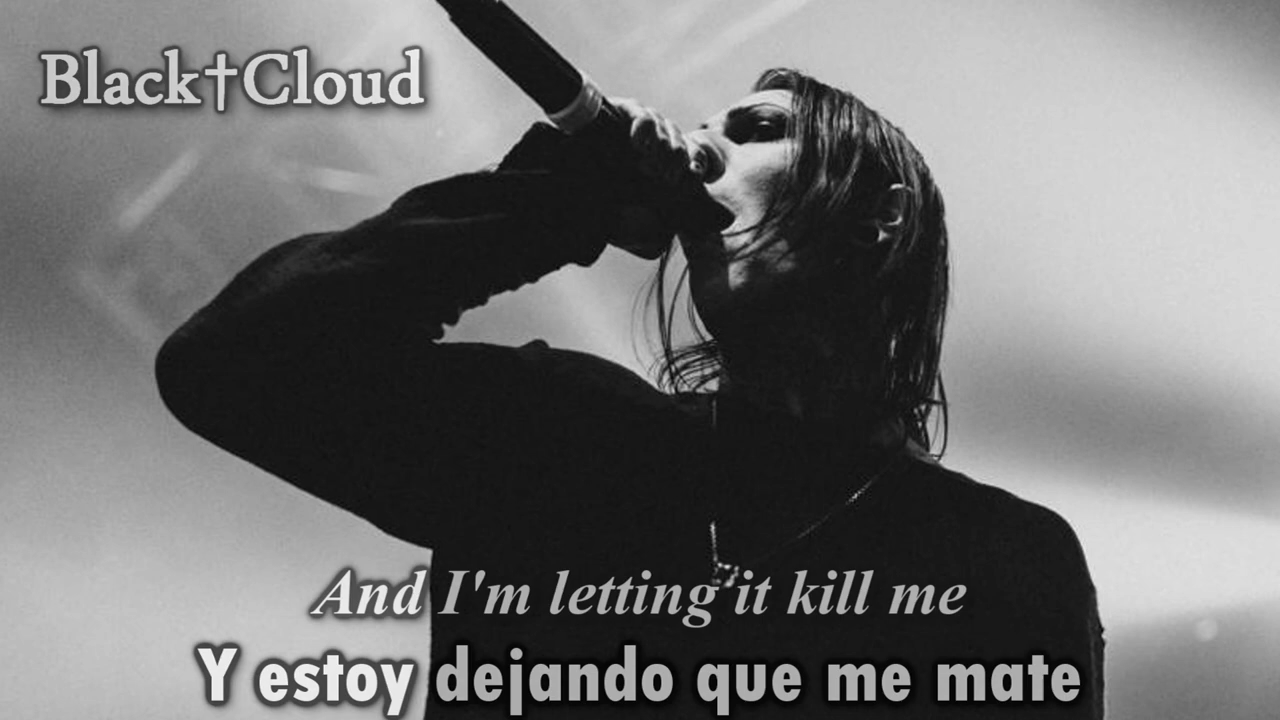 Black†Cloud
And I'm letting it kill me
Y estoy dejando que me mate